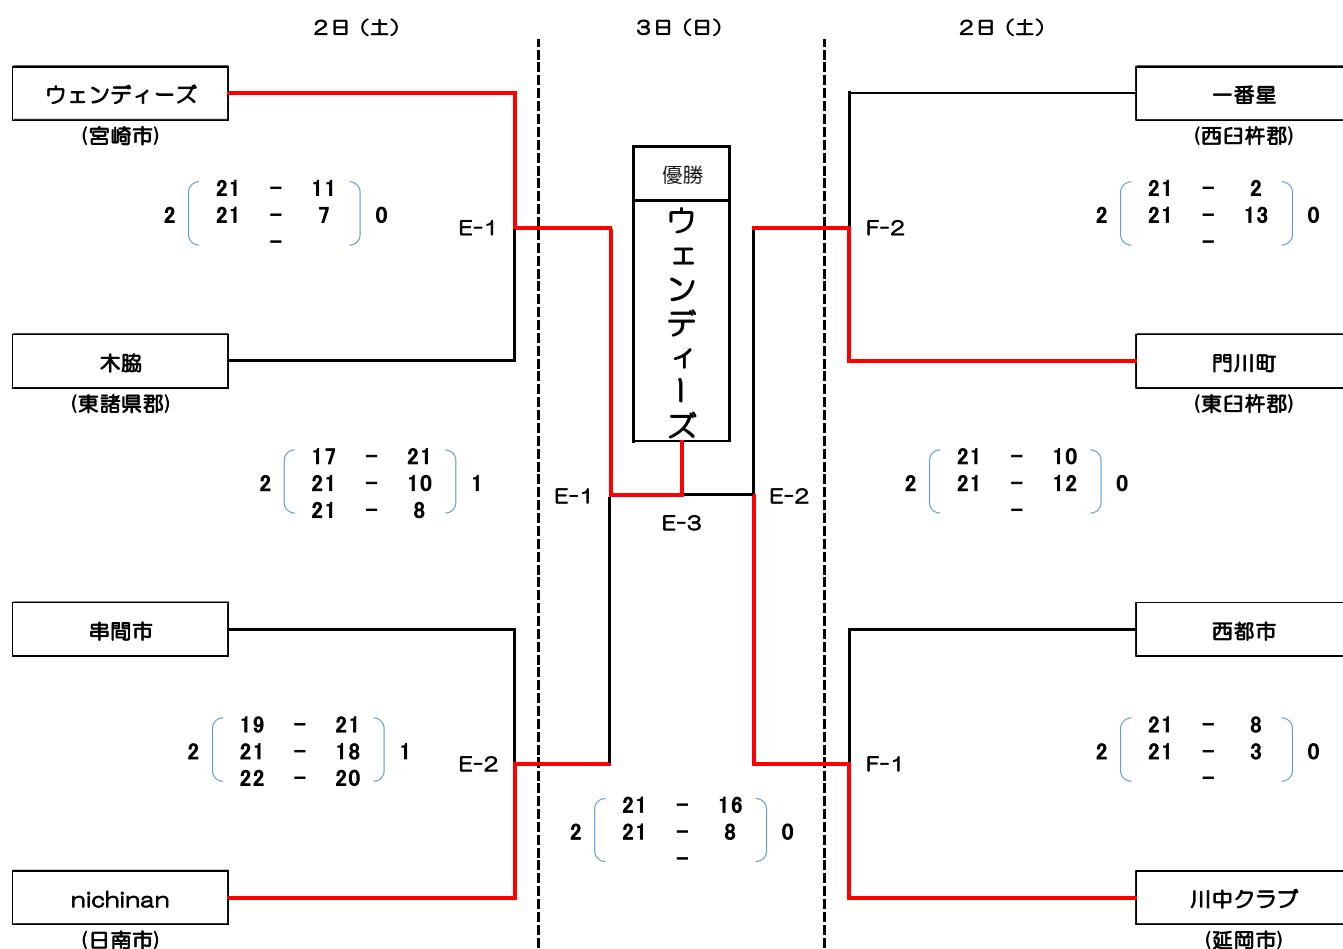 2日（土）
3日（日）
2日（土）
ウェンディーズ
(宮崎市)
一番星
(西臼杵郡)
優勝
ウェンディーズ
21 - 11
2 21 - 7 0
-
E-1
F-2
21 - 2
2 21 - 13 0
-
木脇
(東諸県郡)
門川町
(東臼杵郡)
17 - 21
2 21 - 10 1
21 - 8
E-1
E-3
E-2
21 - 10
2 21 - 12 0
-
串間市
西都市
19 - 21
2 21 - 18 1
22 - 20
E-2
F-1
21 - 8
2 21 - 3 0
-
21 - 16
2 21 - 8 0
-
nichinan
(日南市)
川中クラブ
(延岡市)